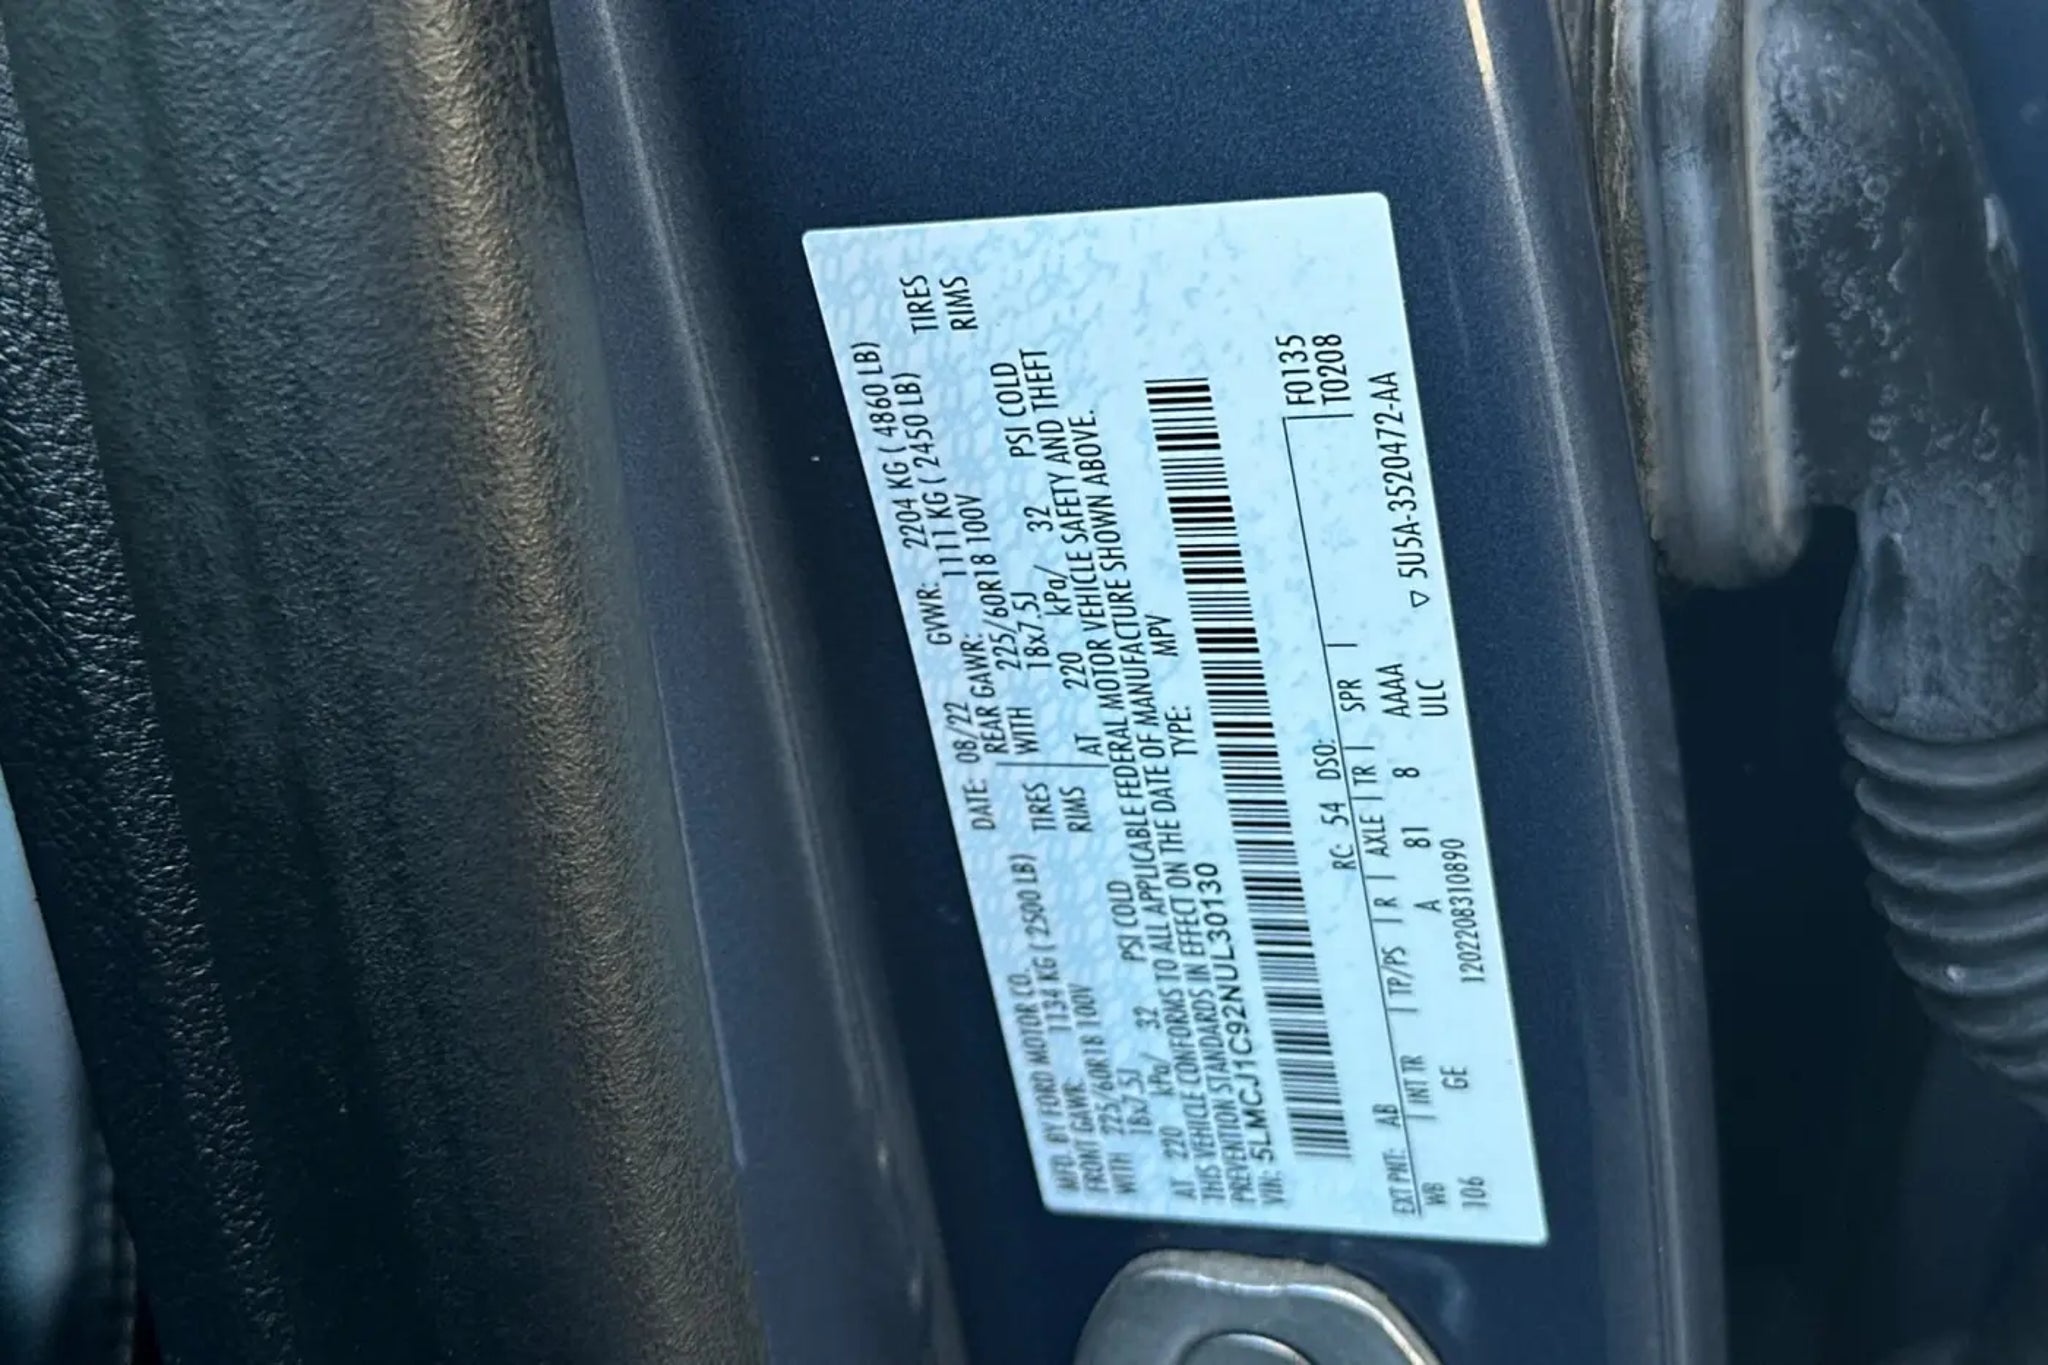 MFD. BY FORD MOTOR CO. DATE: 08/22 GVWR: 2204 KG ( 4860 LB)
FRONT GAWR: 1134 KG ( 2500 LB) REAR GAWR: 1111 KG ( 2450 LB)
WITH 225/60R18 100V TIRES WITH 225/60R18 100V TIRES
18x7.5J RIMS 18x7.5J RIMS
AT 220 kPa/ 32 PSI COLD AT 220 kPa/ 32 PSI COLD
THIS VEHICLE CONFORMS TO ALL APPLICABLE FEDERAL MOTOR VEHICLE SAFETY AND THEFT
PREVENTION STANDARDS IN EFFECT ON THE DATE OF MANUFACTURE SHOWN ABOVE.
VIN: 5LMCJ1C92NUL30130 TYPE: MPV
F0135
T0208
EXT PNT: AB RC: 54 DSO:
WB INT TR TP/PS R AXLE TR SPR
106 GE A 81 8 AAAA
ULC
1202208310890 ▽ 5U5A-3520472-AA